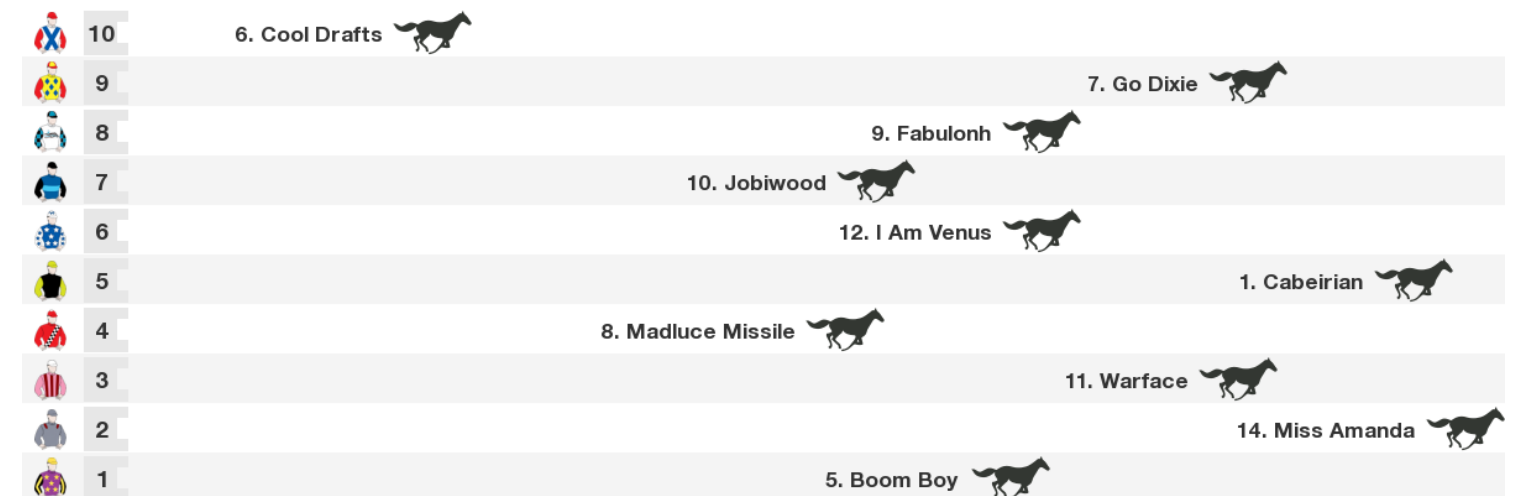 10 6. Cool Drafts
9 7. Go Dixie
8 9. Fabulonh
7 10. Jobiwood
6 12. I Am Venus
5 1. Cabeirian
4 8. Madluce Missile
3 11. Warface
2 14. Miss Amanda
1 5. Boom Boy